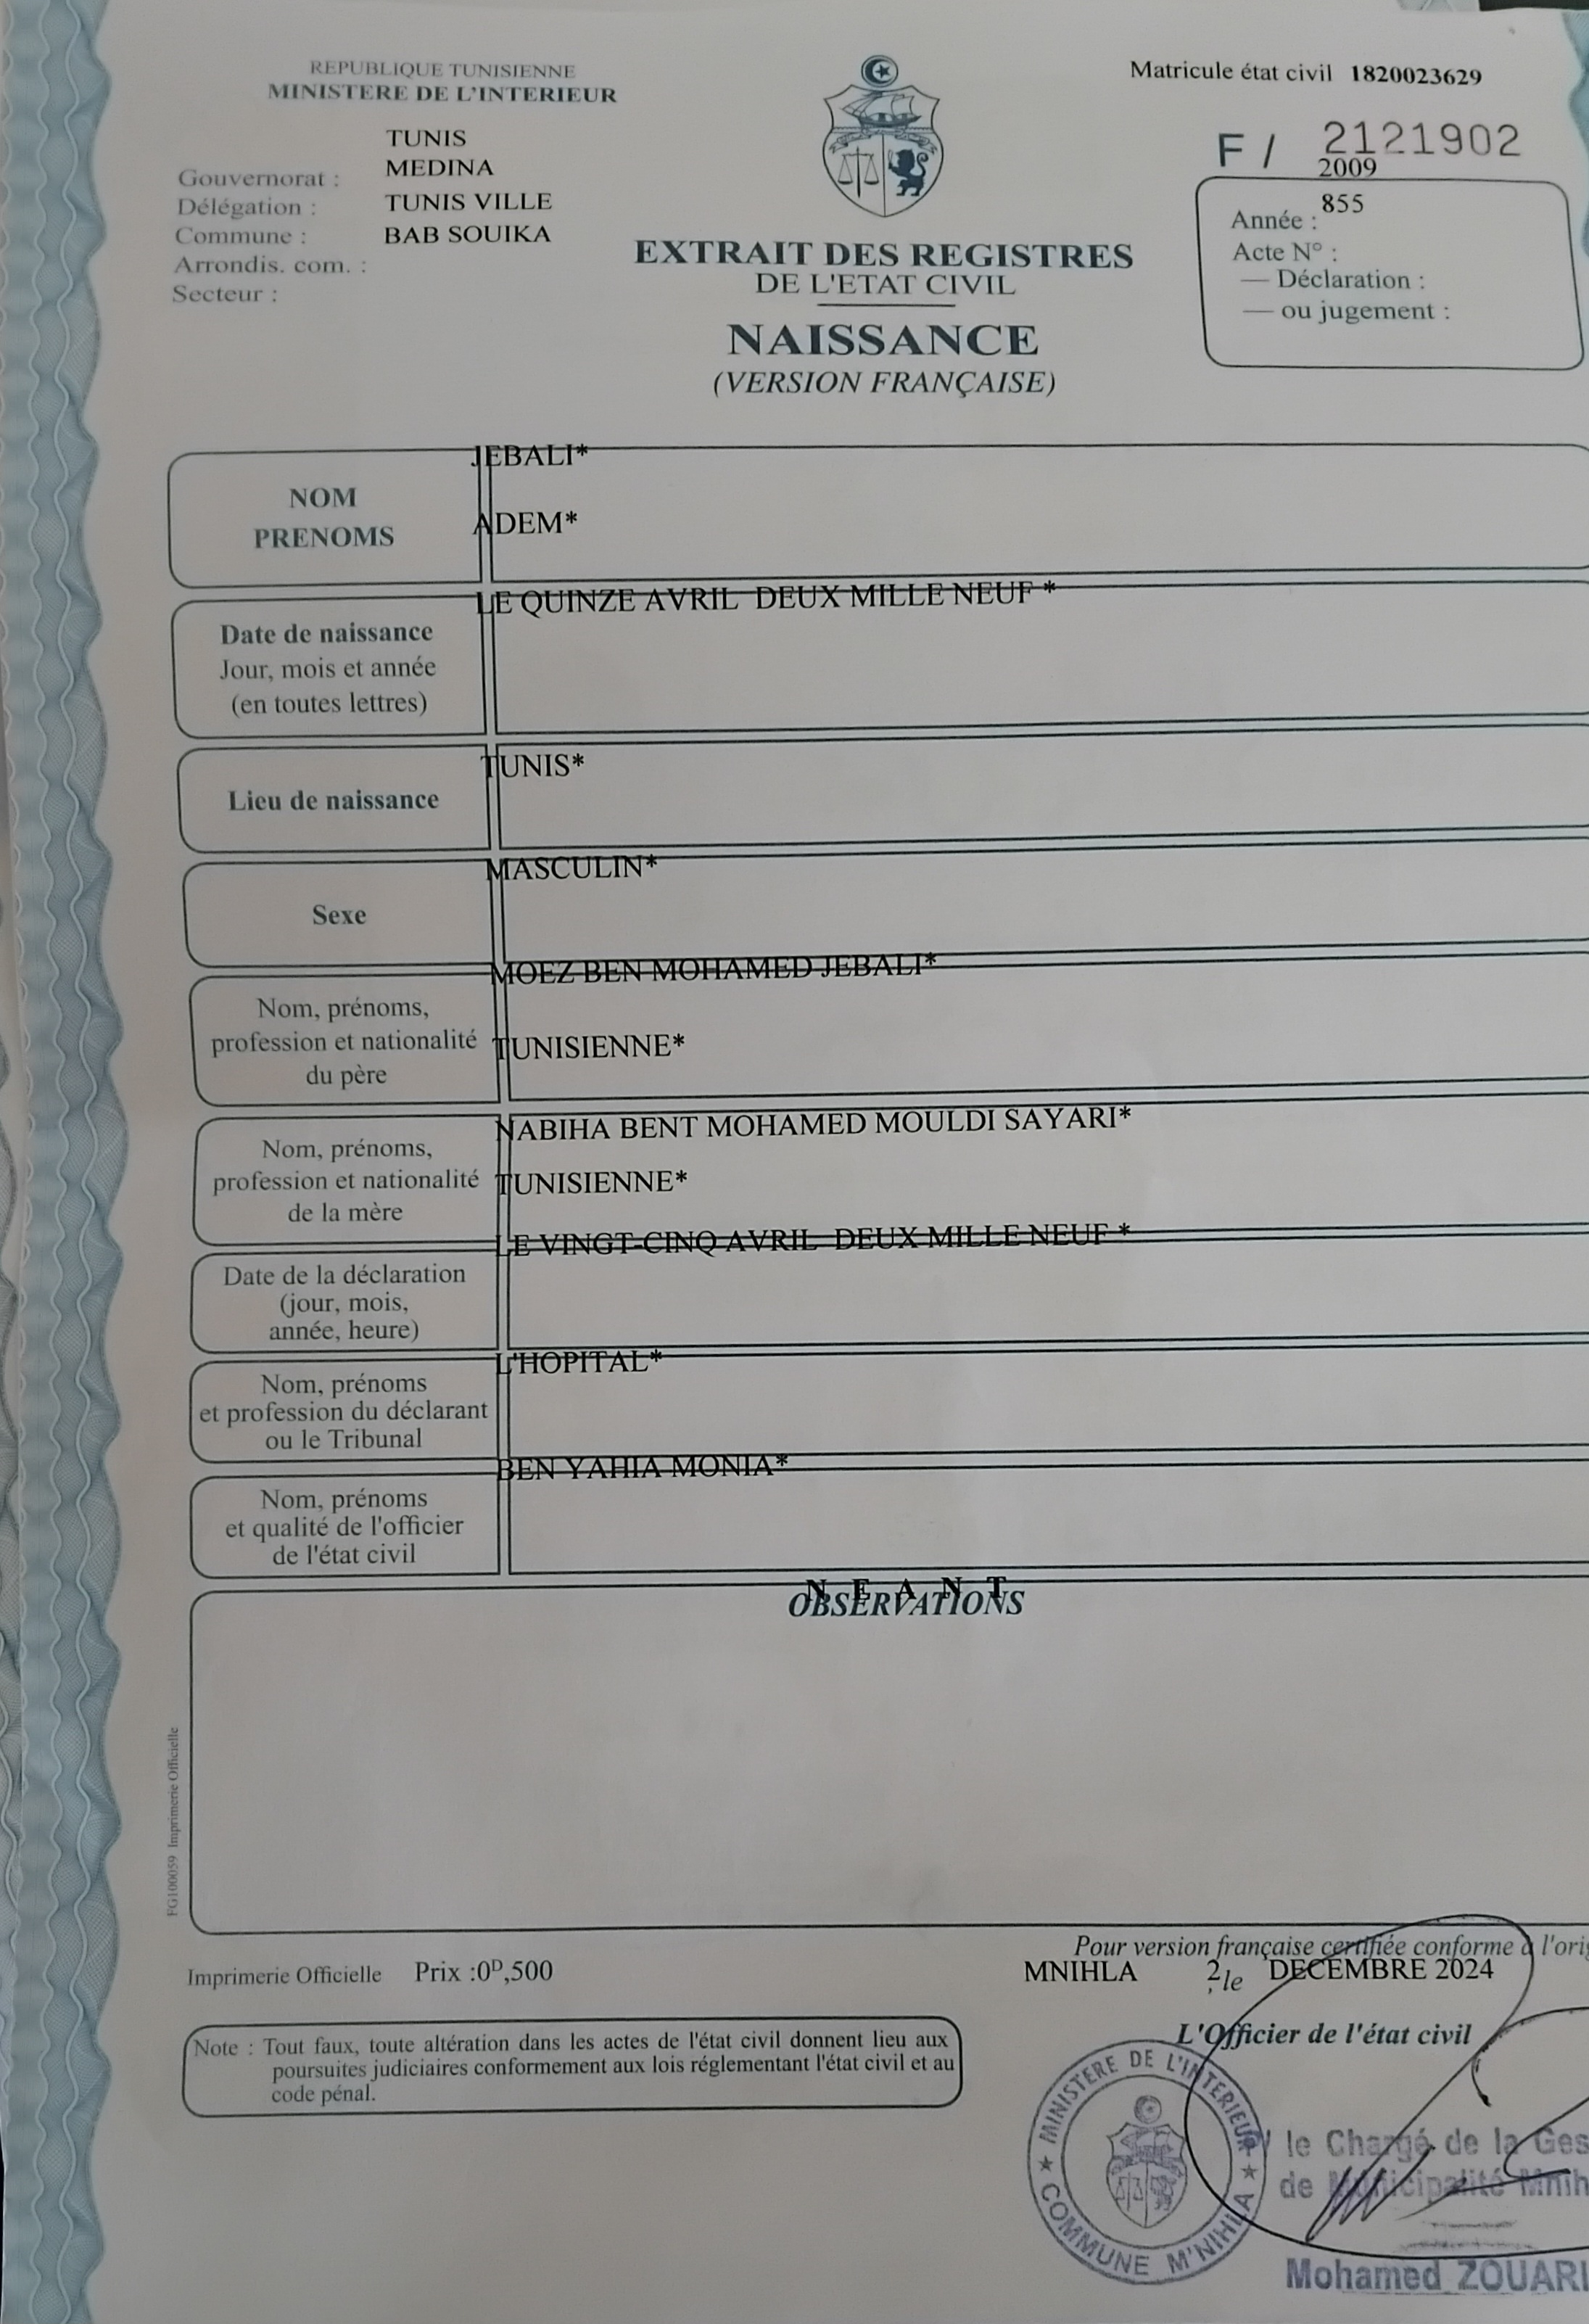 REPUBLIQUE TUNISIENNE
MINISTERE DE L'INTERIEUR
Matricule état civil 1820023629
F / 2121902
TUNIS
Gouvernorat : MEDINA
Délégation : TUNIS VILLE
Commune : BAB SOUIKA
Arrondis. com. :
Secteur :
2009
855
Année :
Acte N° :
— Déclaration :
— ou jugement :
EXTRAIT DES REGISTRES
DE L'ETAT CIVIL
NAISSANCE
(VERSION FRANÇAISE)
JEBALI*
NOM
PRENOMS
ADEM*
LE QUINZE AVRIL DEUX MILLE NEUF *
Date de naissance
Jour, mois et année
(en toutes lettres)
TUNIS*
Lieu de naissance
MASCULIN*
Sexe
MOEZ BEN MOHAMED JEBALI*
Nom, prénoms,
profession et nationalité
du père
TUNISIENNE*
NABIHA BENT MOHAMED MOULDI SAYARI*
Nom, prénoms,
profession et nationalité
de la mère
TUNISIENNE*
LE VINGT-CINQ AVRIL DEUX MILLE NEUF *
Date de la déclaration
(jour, mois,
année, heure)
L'HOPITAL*
Nom, prénoms
et profession du déclarant
ou le Tribunal
BEN YAHIA MONIA*
Nom, prénoms
et qualité de l'officier
de l'état civil
N E A N T
OBSERVATIONS
FG100059 Imprimerie Officielle
Pour version française certifiée conforme à l'orig
Imprimerie Officielle Prix :0D,500
MNIHLA , 2 le DECEMBRE 2024
L'Officier de l'état civil
Note : Tout faux, toute altération dans les actes de l'état civil donnent lieu aux
poursuites judiciaires conformement aux lois réglementant l'état civil et au
code pénal.
MINISTERE DE L'INTERIEUR
COMMUNE M'NIHLA
le Chargé de la Ges
de Municipalité Mnih
Mohamed ZOUARI